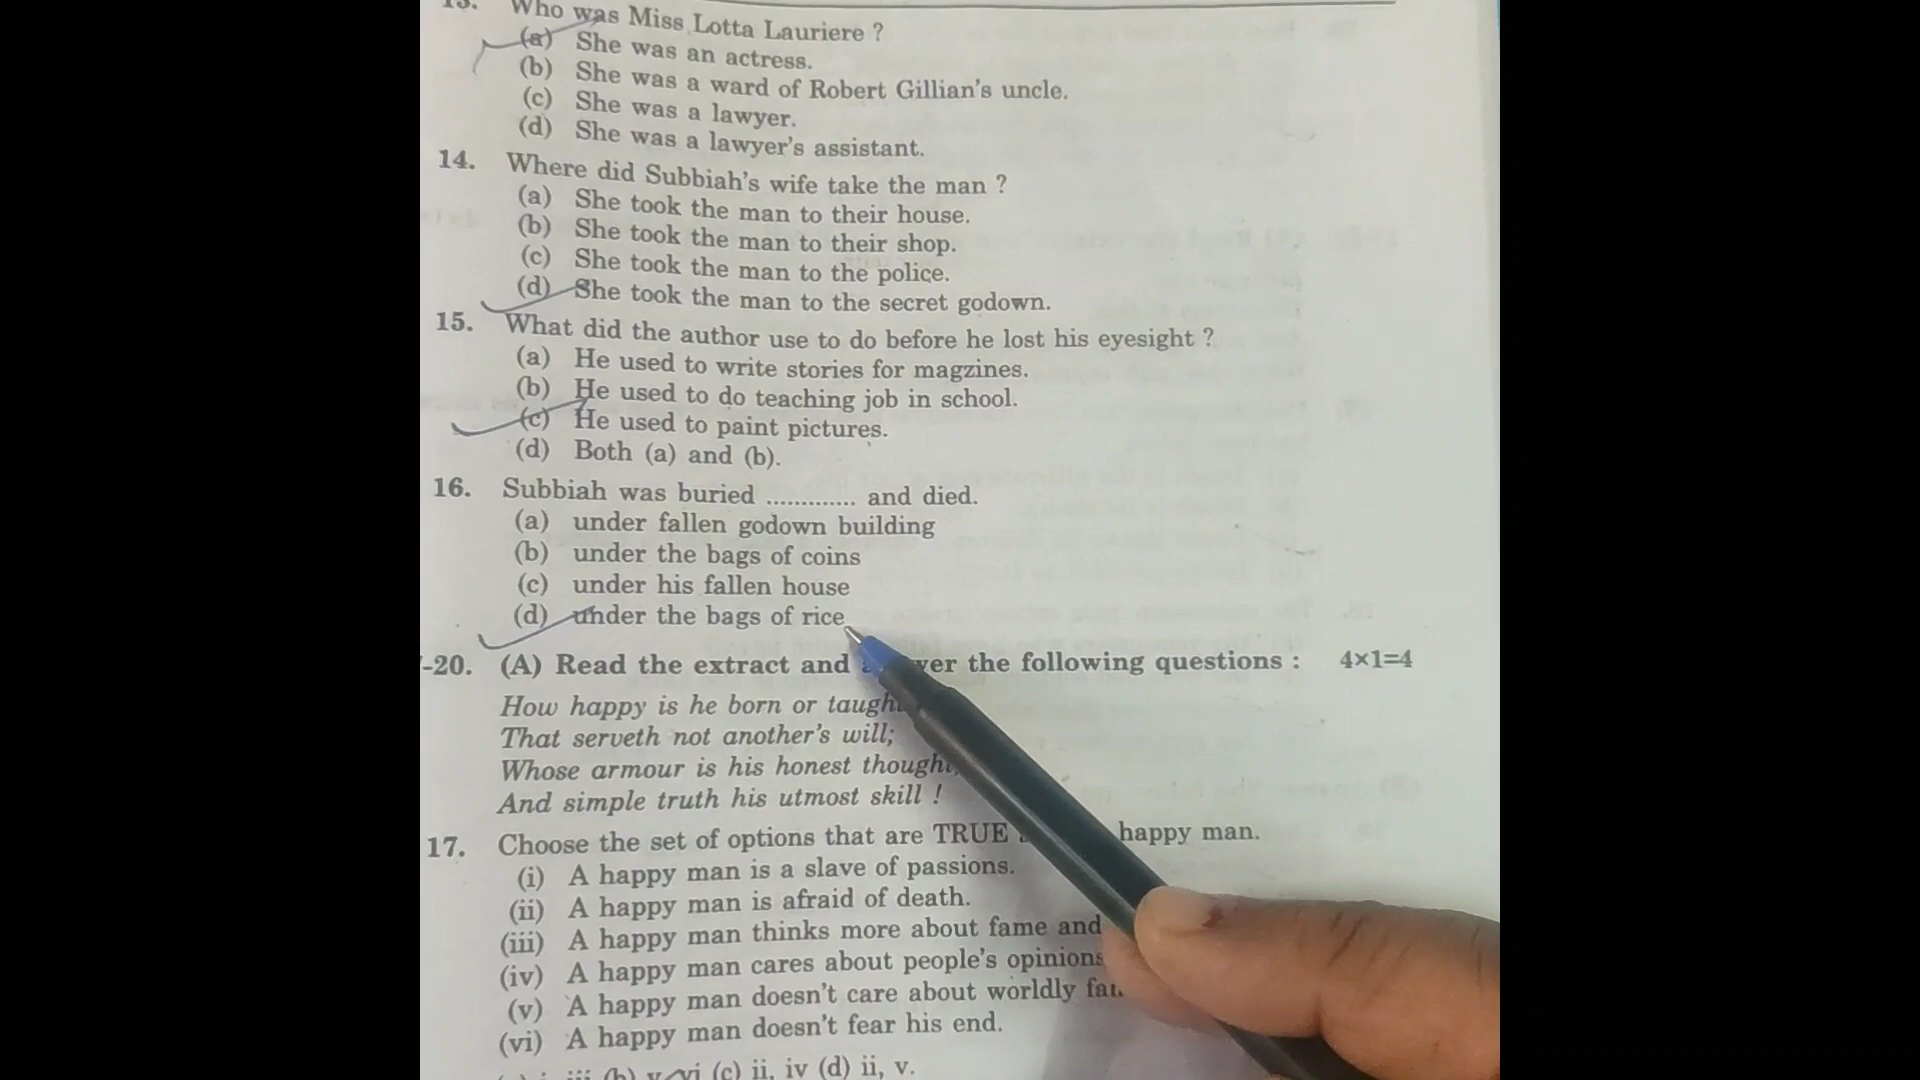 13. Who was Miss Lotta Lauriere ?
(a) She was an actress.
(b) She was a ward of Robert Gillian's uncle.
(c) She was a lawyer.
(d) She was a lawyer's assistant.
14. Where did Subbiah's wife take the man ?
(a) She took the man to their house.
(b) She took the man to their shop.
(c) She took the man to the police.
(d) She took the man to the secret godown.
15. What did the author use to do before he lost his eyesight ?
(a) He used to write stories for magzines.
(b) He used to do teaching job in school.
(c) He used to paint pictures.
(d) Both (a) and (b).
16. Subbiah was buried ............. and died.
(a) under fallen godown building
(b) under the bags of coins
(c) under his fallen house
(d) under the bags of rice
-20. (A) Read the extract and answer the following questions : 4×1=4
How happy is he born or taught
That serveth not another's will;
Whose armour is his honest thought,
And simple truth his utmost skill !
17. Choose the set of options that are TRUE happy man.
(i) A happy man is a slave of passions.
(ii) A happy man is afraid of death.
(iii) A happy man thinks more about fame and
(iv) A happy man cares about people's opinions
(v) A happy man doesn't care about worldly
(vi) A happy man doesn't fear his end.
iii (b) v, vi (c) ii, iv (d) ii, v.